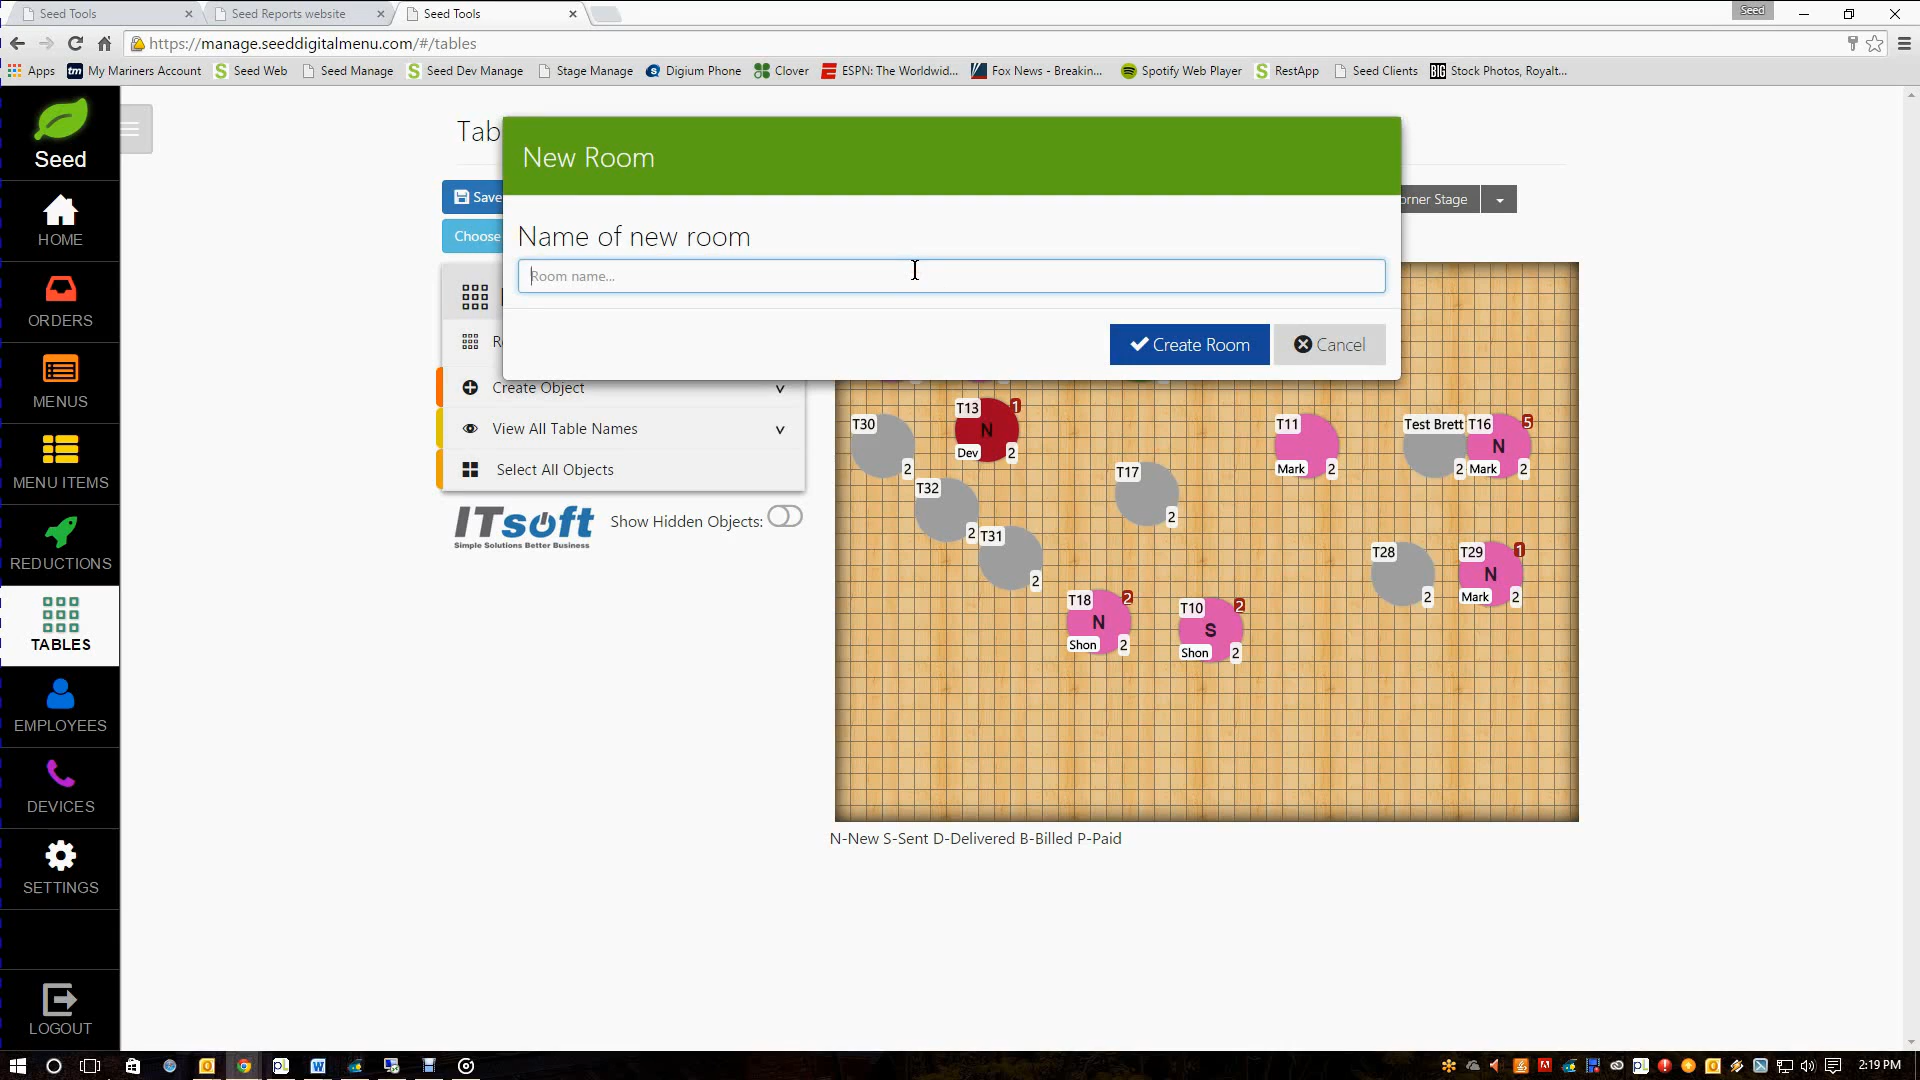 Seed Tools
Seed Reports website
Seed Tools
Seed
https://manage.seeddigitalmenu.com/#/tables
Apps
My Mariners Account
Seed Web
Seed Manage
Seed Dev Manage
Stage Manage
Digium Phone
Clover
ESPN: The Worldwid...
Fox News - Breakin...
Spotify Web Player
RestApp
Seed Clients
Stock Photos, Royalt...
Seed
HOME
ORDERS
MENUS
MENU ITEMS
REDUCTIONS
TABLES
EMPLOYEES
DEVICES
SETTINGS
LOGOUT
Tab
Save
Choose
orner Stage
New Room
Name of new room
Room name...
Create Room
Cancel
Create Object
View All Table Names
Select All Objects
ITsoft
Simple Solutions Better Business
Show Hidden Objects:
T30
2
T13
1
N
Dev
2
T11
Mark
2
Test Brett
2
T16
5
N
Mark
2
T32
2
T17
2
T31
2
T28
2
T29
1
N
Mark
2
T18
2
N
Shon
2
T10
2
S
Shon
2
N-New S-Sent D-Delivered B-Billed P-Paid
2:19 PM